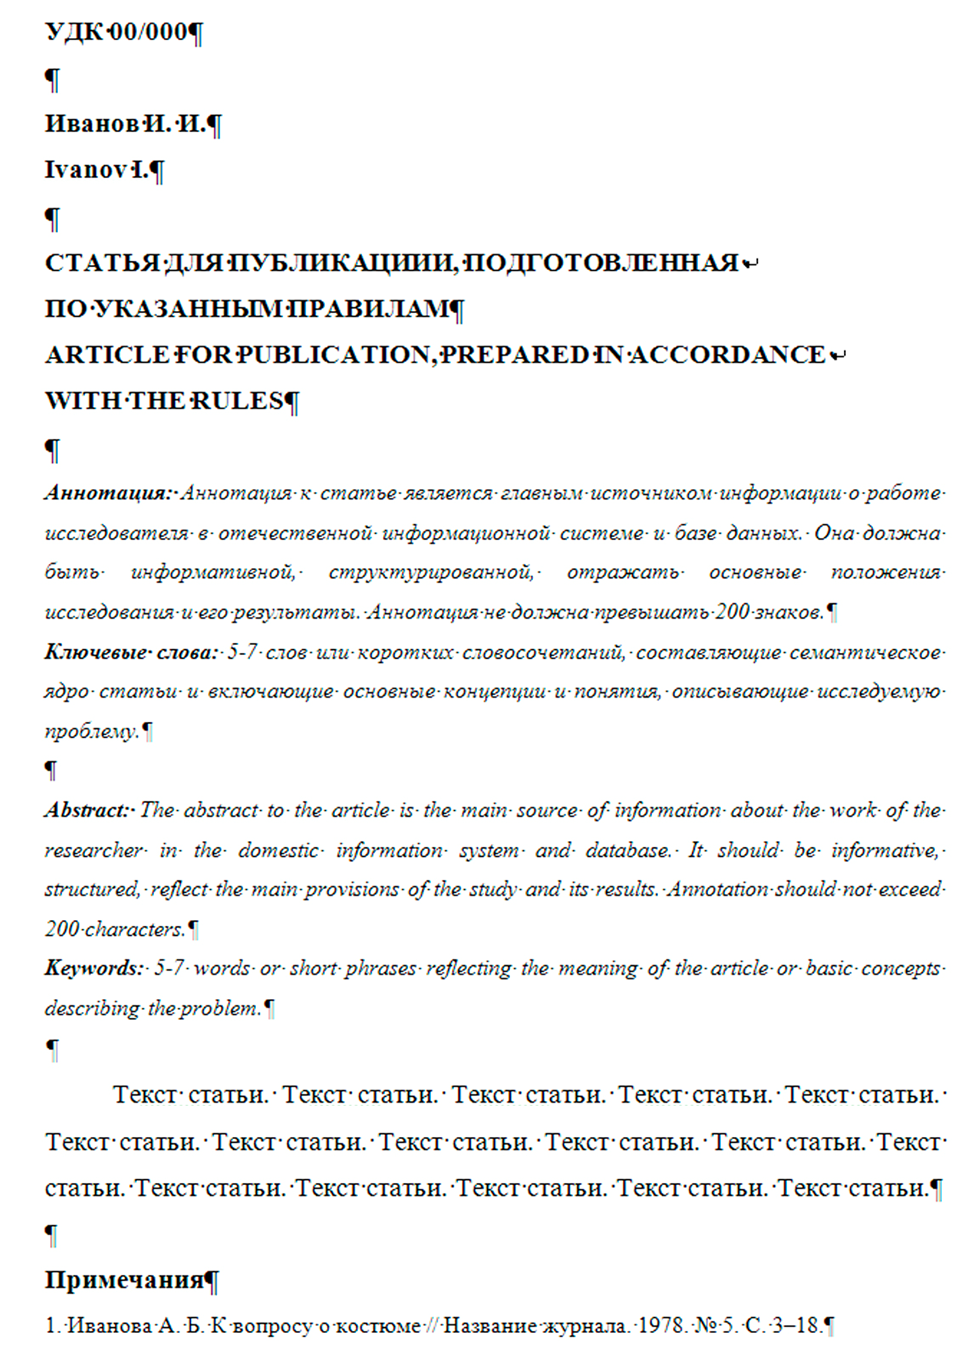 УДК 00/000¶
¶
Иванов И. И.¶
Ivanov I.¶
¶
СТАТЬЯ ДЛЯ ПУБЛИКАЦИИИ, ПОДГОТОВЛЕННАЯ
ПО УКАЗАННЫМ ПРАВИЛАМ¶
ARTICLE FOR PUBLICATION, PREPARED IN ACCORDANCE
WITH THE RULES¶
¶
Аннотация: Аннотация к статье является главным источником информации о работе
исследователя в отечественной информационной системе и базе данных. Она должна
быть информативной, структурированной, отражать основные положения
исследования и его результаты. Аннотация не должна превышать 200 знаков.¶
Ключевые слова: 5-7 слов или коротких словосочетаний, составляющие семантическое
ядро статьи и включающие основные концепции и понятия, описывающие исследуемую
проблему.¶
¶
Abstract: The abstract to the article is the main source of information about the work of the
researcher in the domestic information system and database. It should be informative,
structured, reflect the main provisions of the study and its results. Annotation should not exceed
200 characters.¶
Keywords: 5-7 words or short phrases reflecting the meaning of the article or basic concepts
describing the problem.¶
¶
Текст статьи. Текст статьи. Текст статьи. Текст статьи. Текст статьи.
Текст статьи. Текст статьи. Текст статьи. Текст статьи. Текст статьи. Текст
статьи. Текст статьи. Текст статьи. Текст статьи. Текст статьи. Текст статьи.¶
¶
Примечания¶
1. Иванова А. Б. К вопросу о костюме // Название журнала. 1978. № 5. С. 3–18.¶